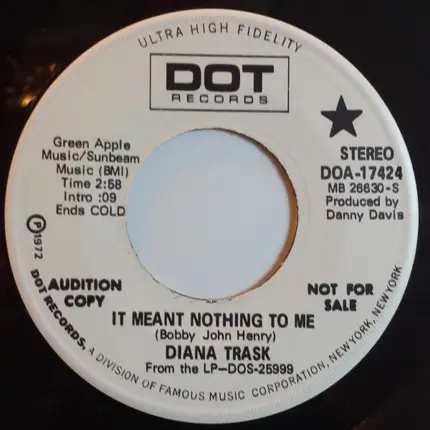 ULTRA HIGH FIDELITY
DOT
RECORDS
Green Apple
Music/Sunbeam
Music (BMI)
Time 2:58
Intro :09
Ends COLD
STEREO
DOA-17424
MB 26630-S
Produced by
Danny Davis
AUDITION
COPY
NOT FOR
SALE
IT MEANT NOTHING TO ME
(Bobby John Henry)
DIANA TRASK
From the LP—DOS-25999
Ⓟ1972 DOT RECORDS, A DIVISION OF FAMOUS MUSIC CORPORATION, NEW YORK, NEW YORK